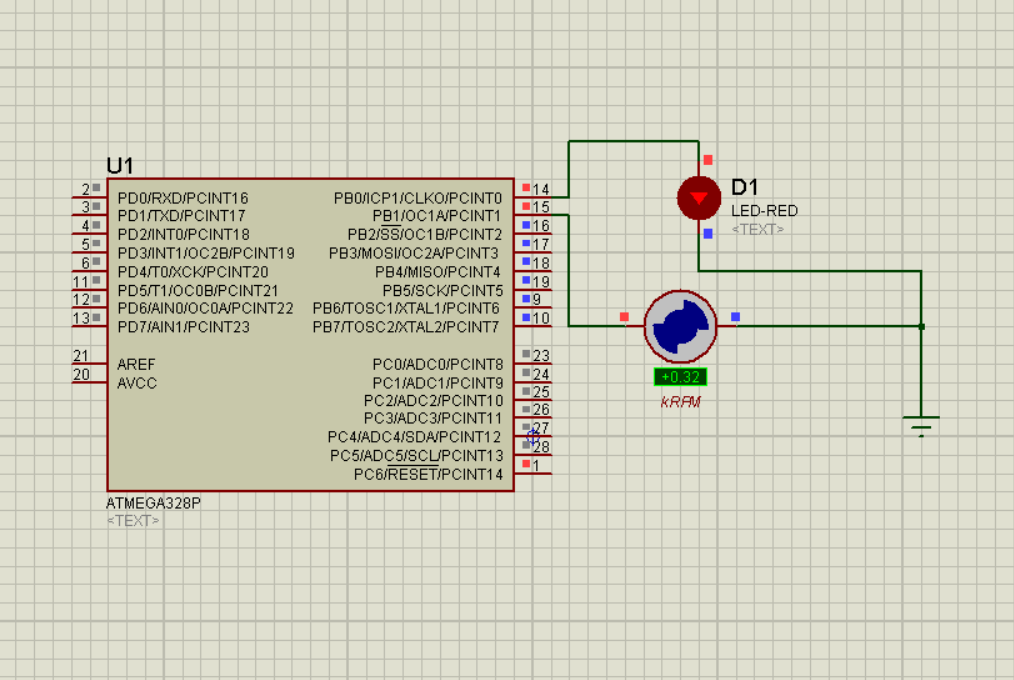 U1
2 PD0/RXD/PCINT16 PB0/ICP1/CLKO/PCINT0 14
3 PD1/TXD/PCINT17 PB1/OC1A/PCINT1 15
4 PD2/INT0/PCINT18 PB2/SS/OC1B/PCINT2 16
5 PD3/INT1/OC2B/PCINT19 PB3/MOSI/OC2A/PCINT3 17
6 PD4/T0/XCK/PCINT20 PB4/MISO/PCINT4 18
11 PD5/T1/OC0B/PCINT21 PB5/SCK/PCINT5 19
12 PD6/AIN0/OC0A/PCINT22 PB6/TOSC1/XTAL1/PCINT6 9
13 PD7/AIN1/PCINT23 PB7/TOSC2/XTAL2/PCINT7 10
21 AREF PC0/ADC0/PCINT8 23
20 AVCC PC1/ADC1/PCINT9 24
PC2/ADC2/PCINT10 25
PC3/ADC3/PCINT11 26
PC4/ADC4/SDA/PCINT12 27
PC5/ADC5/SCL/PCINT13 28
PC6/RESET/PCINT14 1
ATMEGA328P
<TEXT>
D1
LED-RED
<TEXT>
+0.32
kRPM